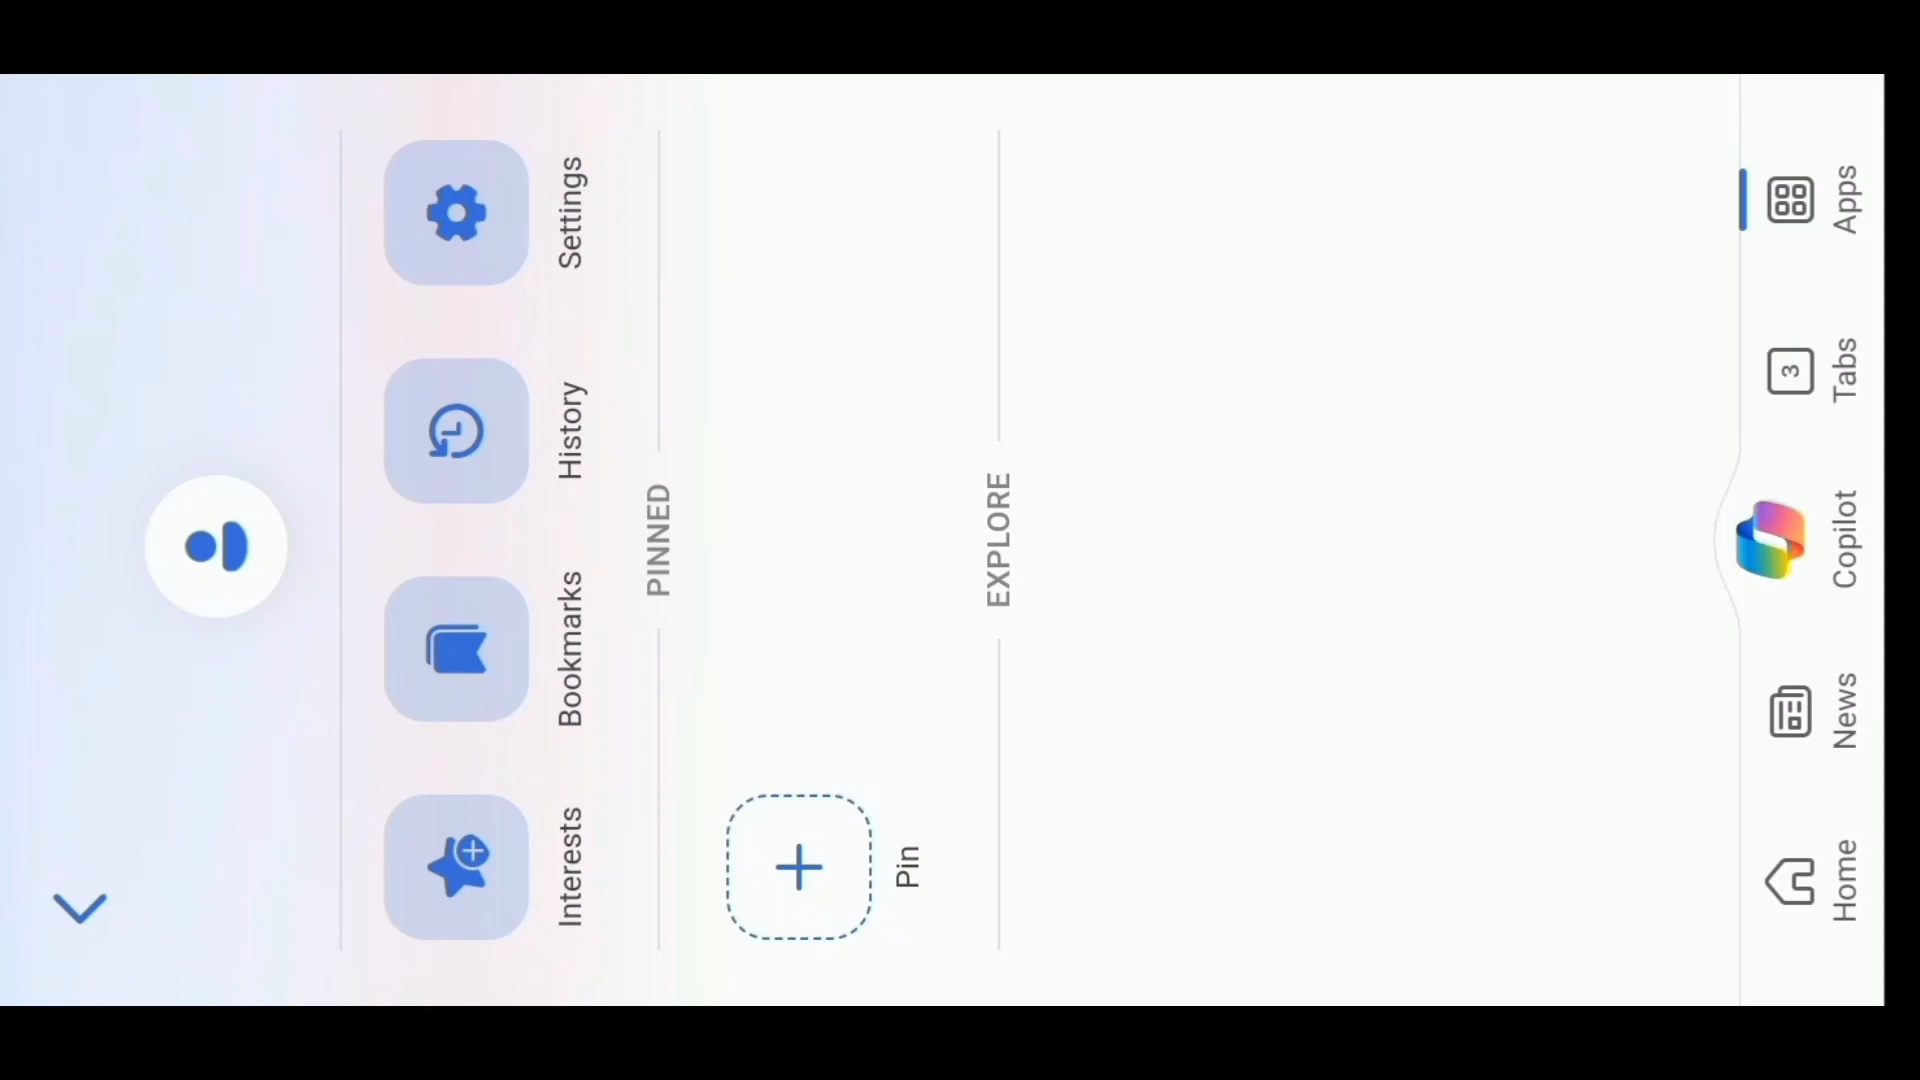 Interests Bookmarks History Settings
PINNED
Pin
EXPLORE
3
Home News Copilot Tabs Apps